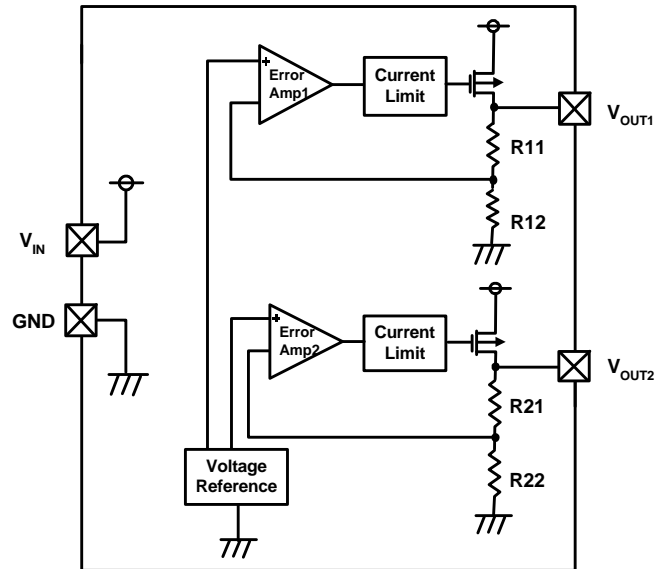 +
Error
Amp1
Current
Limit
VOUT1
R11
R12
VIN
GND
+
Error
Amp2
Current
Limit
VOUT2
R21
R22
Voltage
Reference